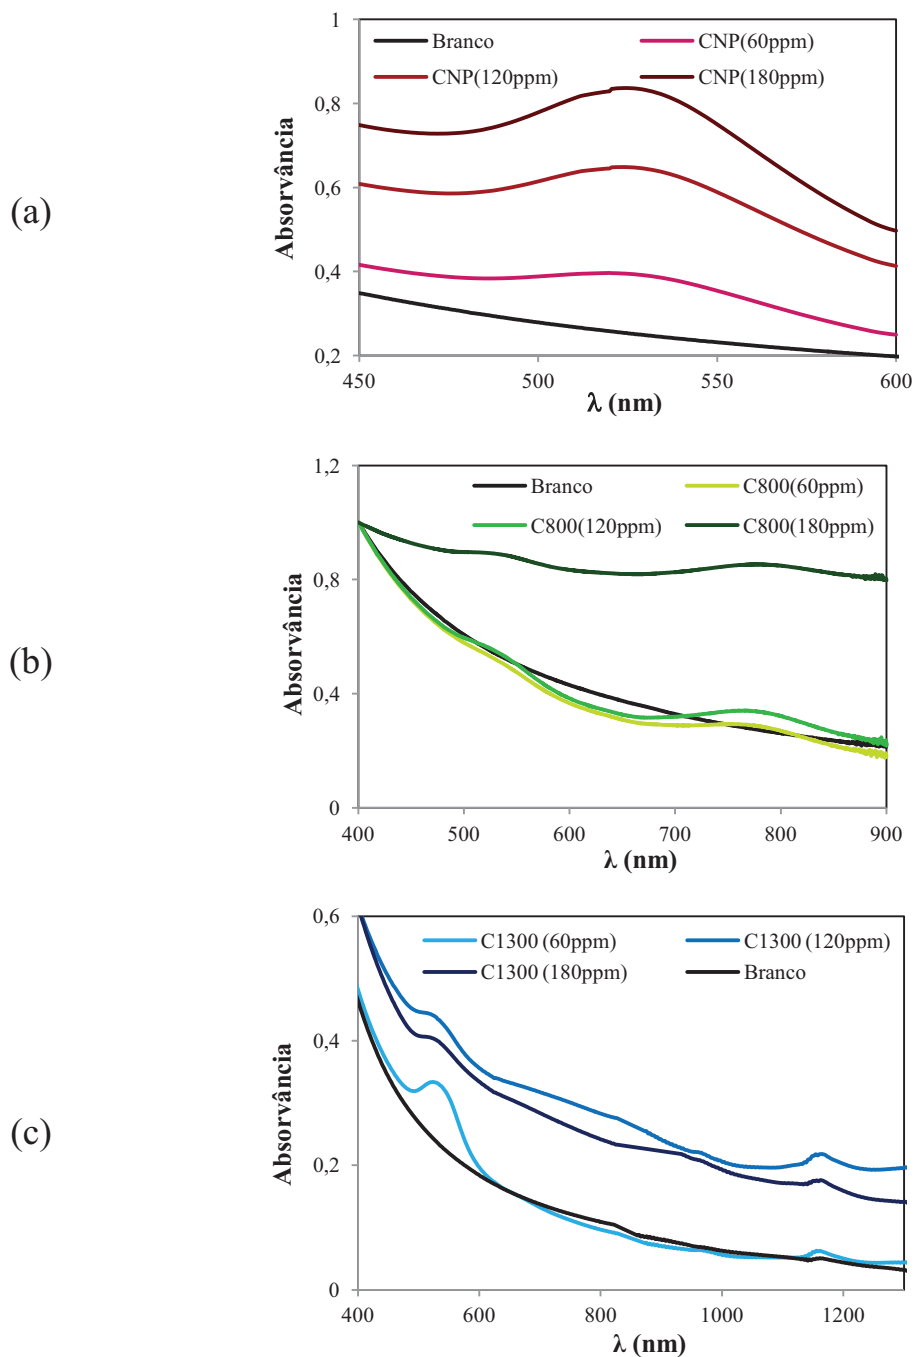 (a)
Absorvância
1
0,8
0,6
0,4
0,2
Branco
CNP(60ppm)
CNP(120ppm)
CNP(180ppm)
450
500
550
600
λ (nm)
(b)
Absorvância
1,2
0,8
0,4
0
Branco
C800(60ppm)
C800(120ppm)
C800(180ppm)
400
500
600
700
800
900
λ (nm)
(c)
Absorvância
0,6
0,4
0,2
0
C1300 (60ppm)
C1300 (120ppm)
C1300 (180ppm)
Branco
400
600
800
1000
1200
λ (nm)